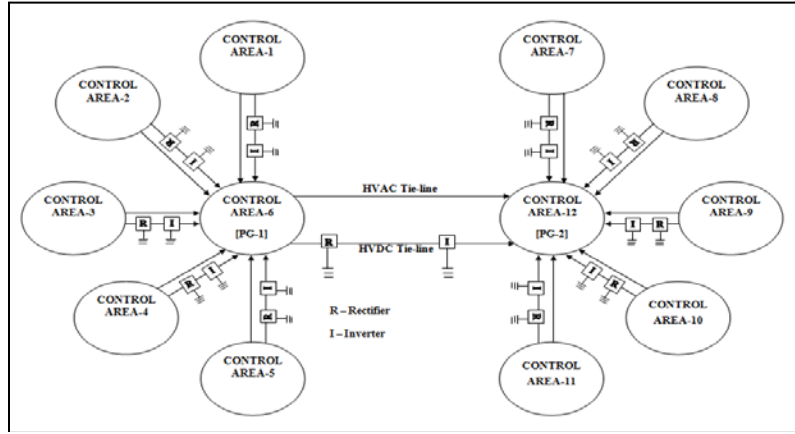 CONTROL
AREA-1
CONTROL
AREA-7
CONTROL
AREA-2
CONTROL
AREA-8
R
I
R
I
R
I
I
R
HVAC Tie-line
CONTROL
AREA-3
R
I
CONTROL
AREA-6
[PG-1]
CONTROL
AREA-12
[PG-2]
I
R
CONTROL
AREA-9
R
I
HVDC Tie-line
R
I
I
R
CONTROL
AREA-4
I
R
R – Rectifier
I – Inverter
I
R
CONTROL
AREA-10
CONTROL
AREA-5
CONTROL
AREA-11